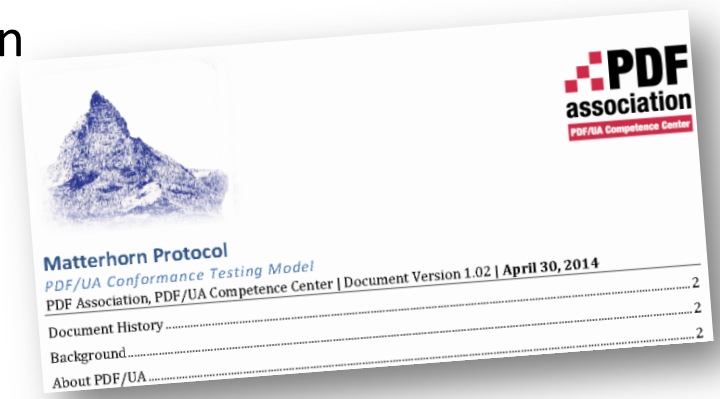 n
PDF
association
PDF/UA Competence Center
Matterhorn Protocol
PDF/UA Conformance Testing Model
PDF Association, PDF/UA Competence Center | Document Version 1.02 | April 30, 2014
Document History 2
Background 2
About PDF/UA 2